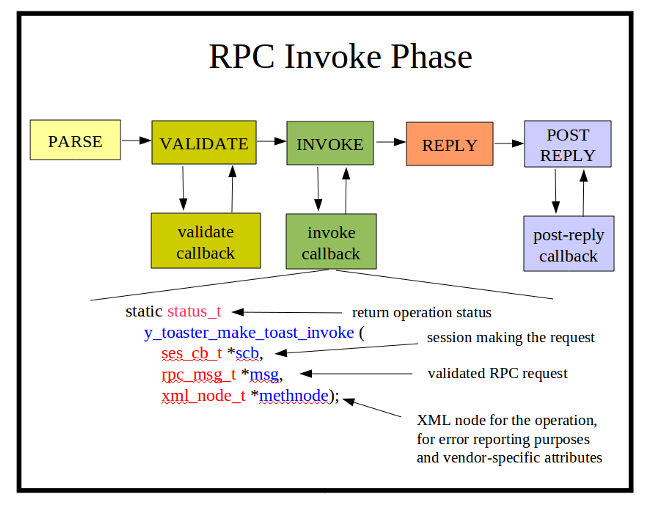 RPC Invoke Phase
PARSE
VALIDATE
INVOKE
REPLY
POST
REPLY
validate
callback
invoke
callback
post-reply
callback
static status_t
return operation status
y_toaster_make_toast_invoke (
session making the request
ses_cb_t *scb,
rpc_msg_t *msg,
validated RPC request
xml_node_t *methnode);
XML node for the operation,
for error reporting purposes
and vendor-specific attributes